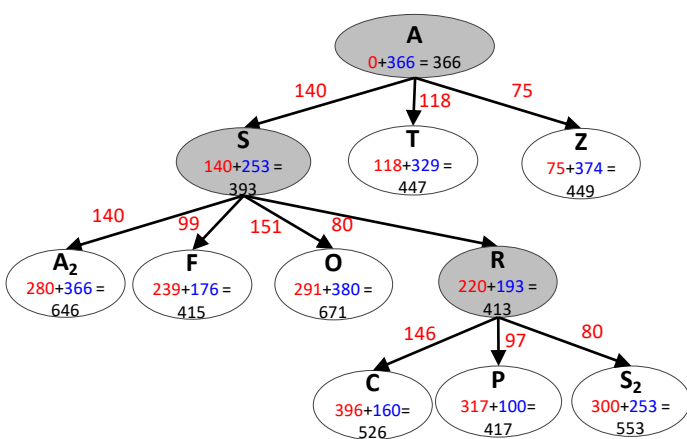 A
0+366 = 366
140
118
75
S
140+253 =
393
T
118+329 =
447
Z
75+374 =
449
140
99
151
80
A₂
280+366 =
646
F
239+176 =
415
O
291+380 =
671
R
220+193 =
413
146
97
80
C
396+160=
526
P
317+100=
417
S₂
300+253 =
553